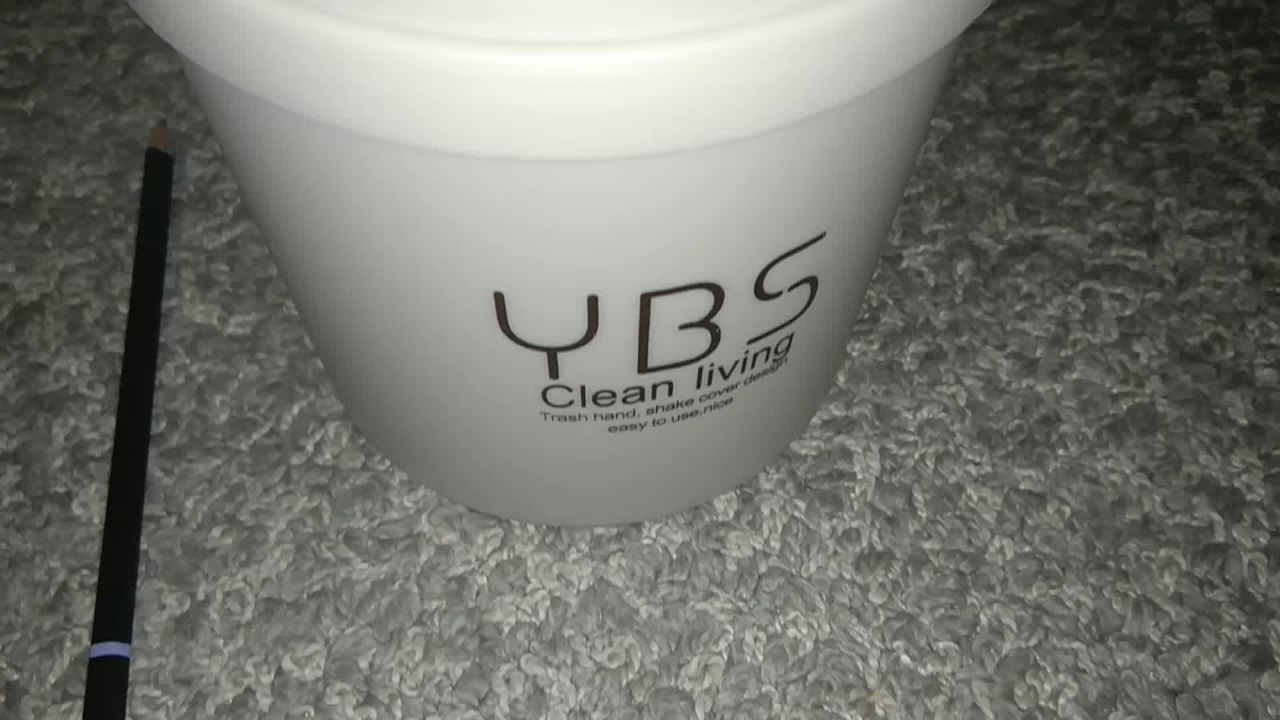 YBS
Clean living
Trash hand, shake cover design
easy to use,nice